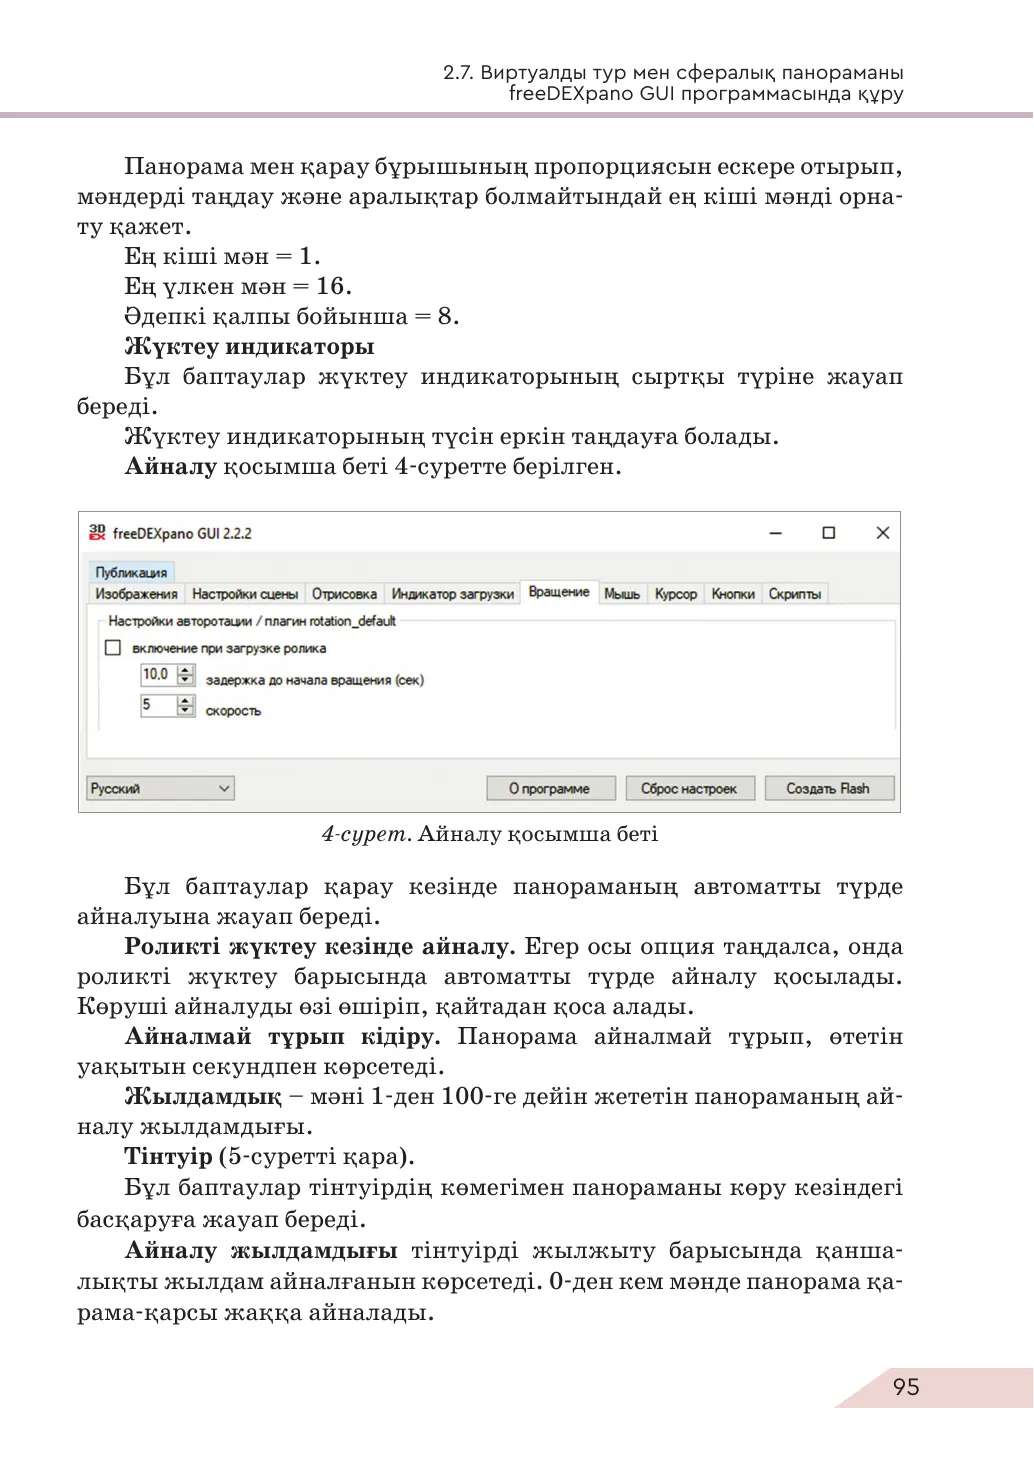 2.7. Виртуалды тур мен сфералық панораманы
freeDEXpano GUI программасында құру
Панорама мен қарау бұрышының пропорциясын ескере отырып,
мәндерді таңдау және аралықтар болмайтындай ең кіші мәнді орна-
ту қажет.
Ең кіші мән = 1.
Ең үлкен мән = 16.
Әдепкі қалпы бойынша = 8.
Жүктеу индикаторы
Бұл баптаулар жүктеу индикаторының сыртқы түріне жауап
береді.
Жүктеу индикаторының түсін еркін таңдауға болады.
Айналу қосымша беті 4-суретте берілген.
3D
EX freeDEXpano GUI 2.2.2
Публикация
Изображения Настройки сцены Отрисовка Индикатор загрузки Вращение Мышь Курсор Кнопки Скрипты
Настройки авторотации / плагин rotation_default
включение при загрузке ролика
10,0 задержка до начала вращения (сек)
5 скорость
Русский О программе Сброс настроек Создать Flash
4-сурет. Айналу қосымша беті
Бұл баптаулар қарау кезінде панораманың автоматты түрде
айналуына жауап береді.
Роликті жүктеу кезінде айналу. Егер осы опция таңдалса, онда
роликті жүктеу барысында автоматты түрде айналу қосылады.
Көруші айналуды өзі өшіріп, қайтадан қоса алады.
Айналмай тұрып кідіру. Панорама айналмай тұрып, өтетін
уақытын секундпен көрсетеді.
Жылдамдық – мәні 1-ден 100-ге дейін жететін панораманың ай-
налу жылдамдығы.
Тінтуір (5-суретті қара).
Бұл баптаулар тінтуірдің көмегімен панораманы көру кезіндегі
басқаруға жауап береді.
Айналу жылдамдығы тінтуірді жылжыту барысында қанша-
лықты жылдам айналғанын көрсетеді. 0-ден кем мәнде панорама қа-
рама-қарсы жаққа айналады.
95